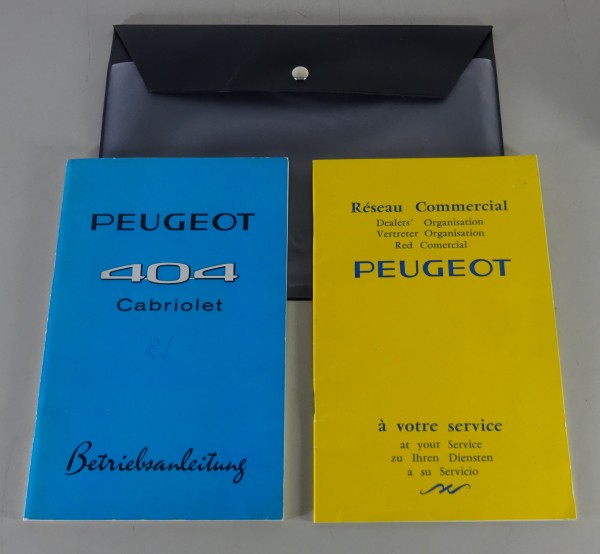 PEUGEOT
404
Cabriolet
Betriebsanleitung
Réseau Commercial
Dealers' Organisation
Vertreter Organisation
Red Comercial
PEUGEOT
à votre service
at your Service
zu Ihren Diensten
a su Servicio